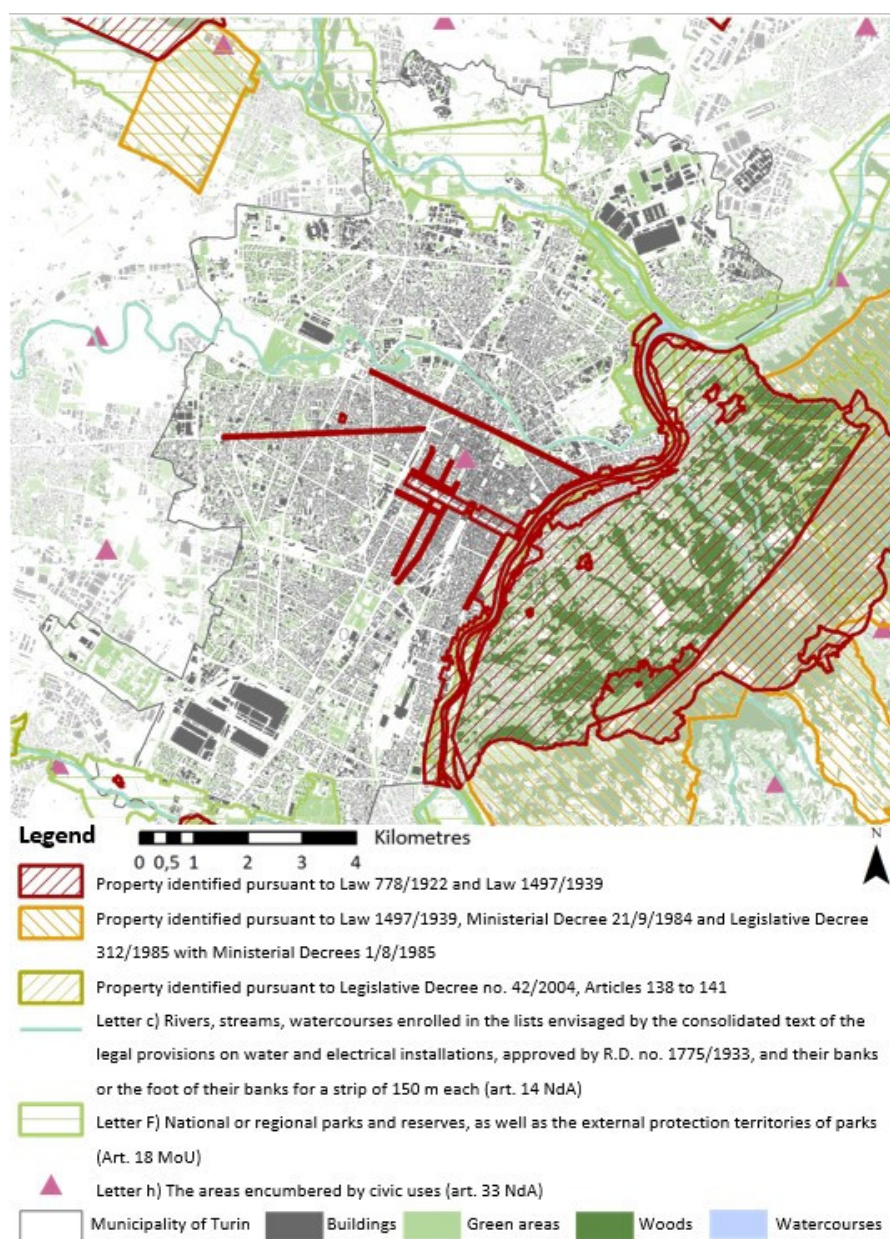 Legend
Kilometres
N
0 0,5 1 2 3 4
Property identified pursuant to Law 778/1922 and Law 1497/1939
Property identified pursuant to Law 1497/1939, Ministerial Decree 21/9/1984 and Legislative Decree
312/1985 with Ministerial Decrees 1/8/1985
Property identified pursuant to Legislative Decree no. 42/2004, Articles 138 to 141
Letter c) Rivers, streams, watercourses enrolled in the lists envisaged by the consolidated text of the
legal provisions on water and electrical installations, approved by R.D. no. 1775/1933, and their banks
or the foot of their banks for a strip of 150 m each (art. 14 NdA)
Letter F) National or regional parks and reserves, as well as the external protection territories of parks
(Art. 18 MoU)
Letter h) The areas encumbered by civic uses (art. 33 NdA)
Municipality of Turin Buildings Green areas Woods Watercourses